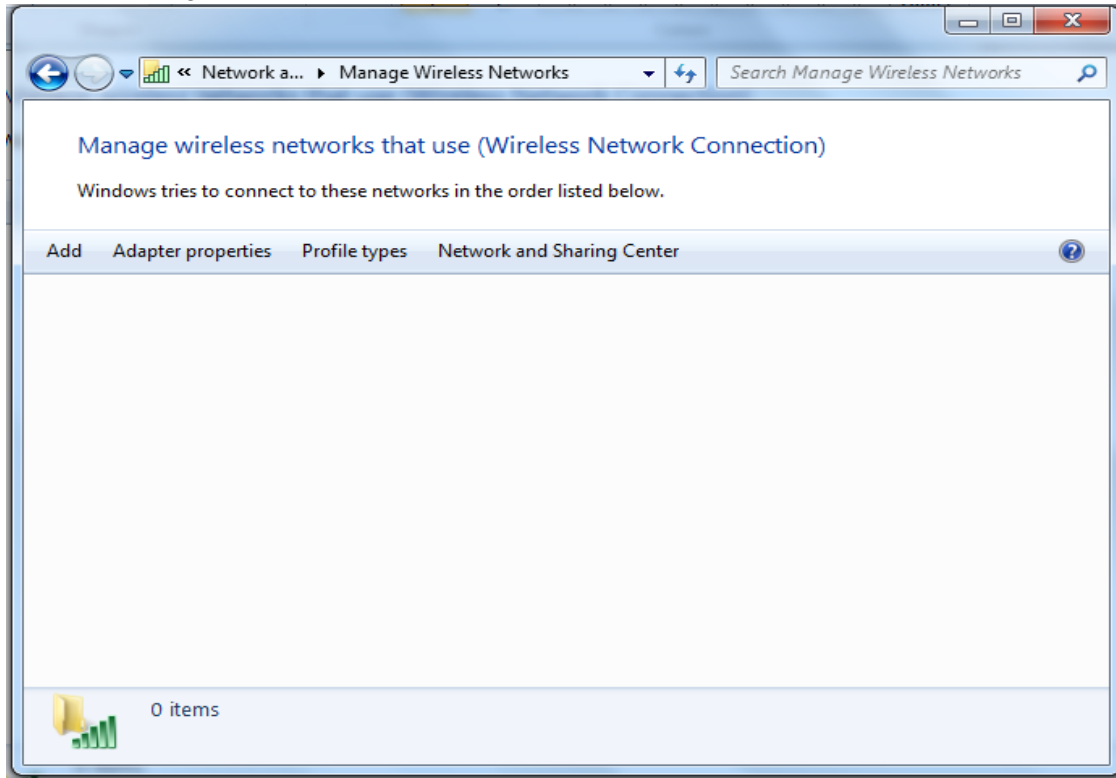 « Network a... ▸ Manage Wireless Networks
Search Manage Wireless Networks
Manage wireless networks that use (Wireless Network Connection)
Windows tries to connect to these networks in the order listed below.
Add Adapter properties Profile types Network and Sharing Center
0 items